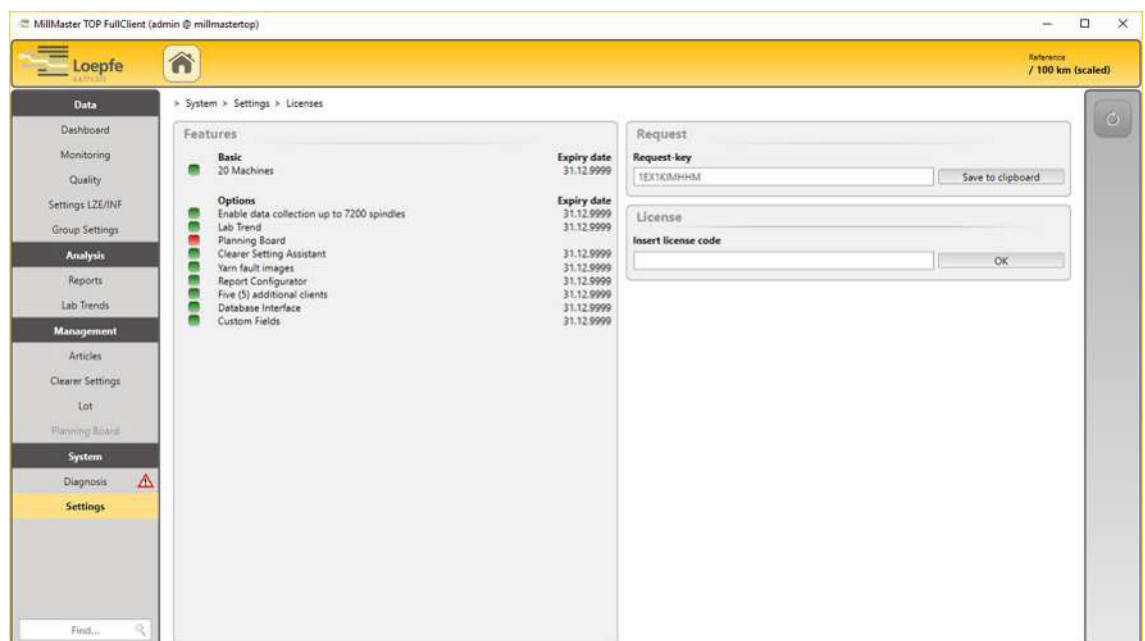 MillMaster TOP FullClient (admin @ millmastertop)
Loepfe
Reference
/ 100 km (scaled)
Data
Dashboard
Monitoring
Quality
Settings LZE/INF
Group Settings
Analysis
Reports
Lab Trends
Management
Articles
Clearer Settings
Lot
Planning Board
System
Diagnosis
Settings
Find...
> System > Settings > Licenses
Features
Basic Expiry date
20 Machines 31.12.9999
Options Expiry date
Enable data collection up to 7200 spindles 31.12.9999
Lab Trend 31.12.9999
Planning Board
Clearer Setting Assistant 31.12.9999
Yarn fault images 31.12.9999
Report Configurator 31.12.9999
Five (5) additional clients 31.12.9999
Database Interface 31.12.9999
Custom Fields 31.12.9999
Request
Request-key
1EX1KIMHHM Save to clipboard
License
Insert license code
OK